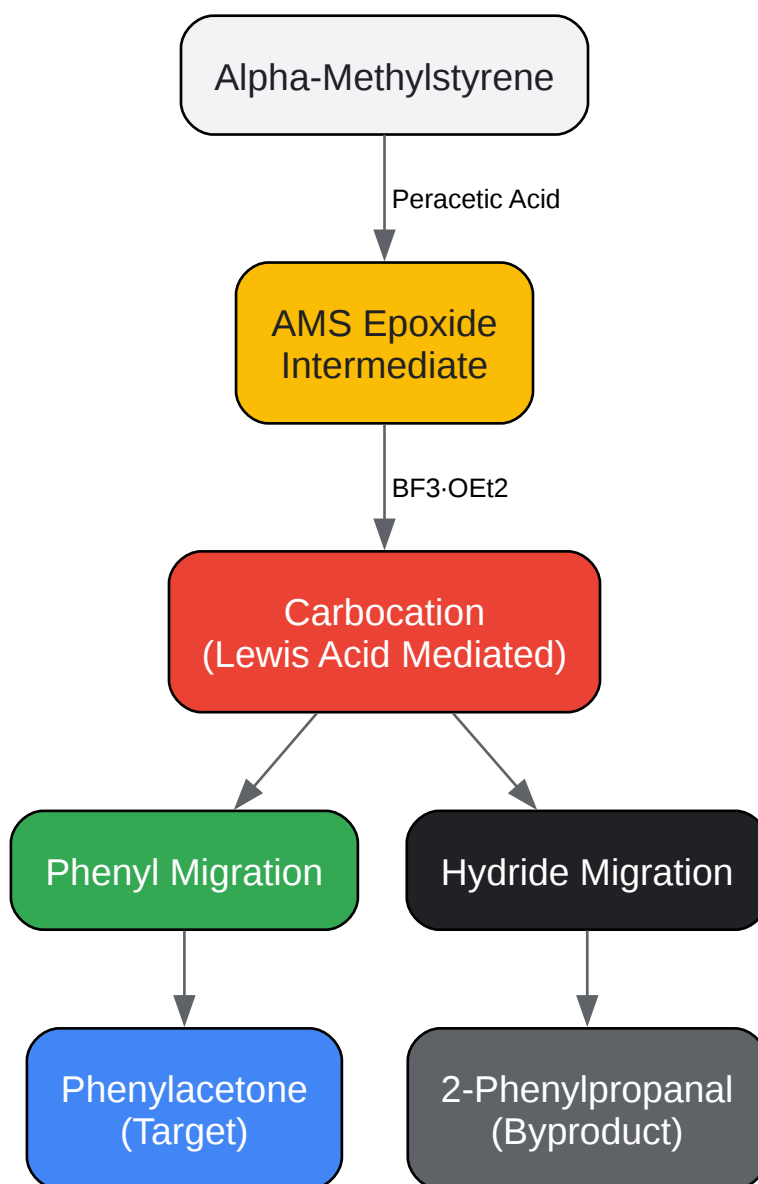 Alpha-Methylstyrene
Peracetic Acid
AMS Epoxide
Intermediate
BF3·OEt2
Carbocation
(Lewis Acid Mediated)
Phenyl Migration
Hydride Migration
Phenylacetone
(Target)
2-Phenylpropanal
(Byproduct)